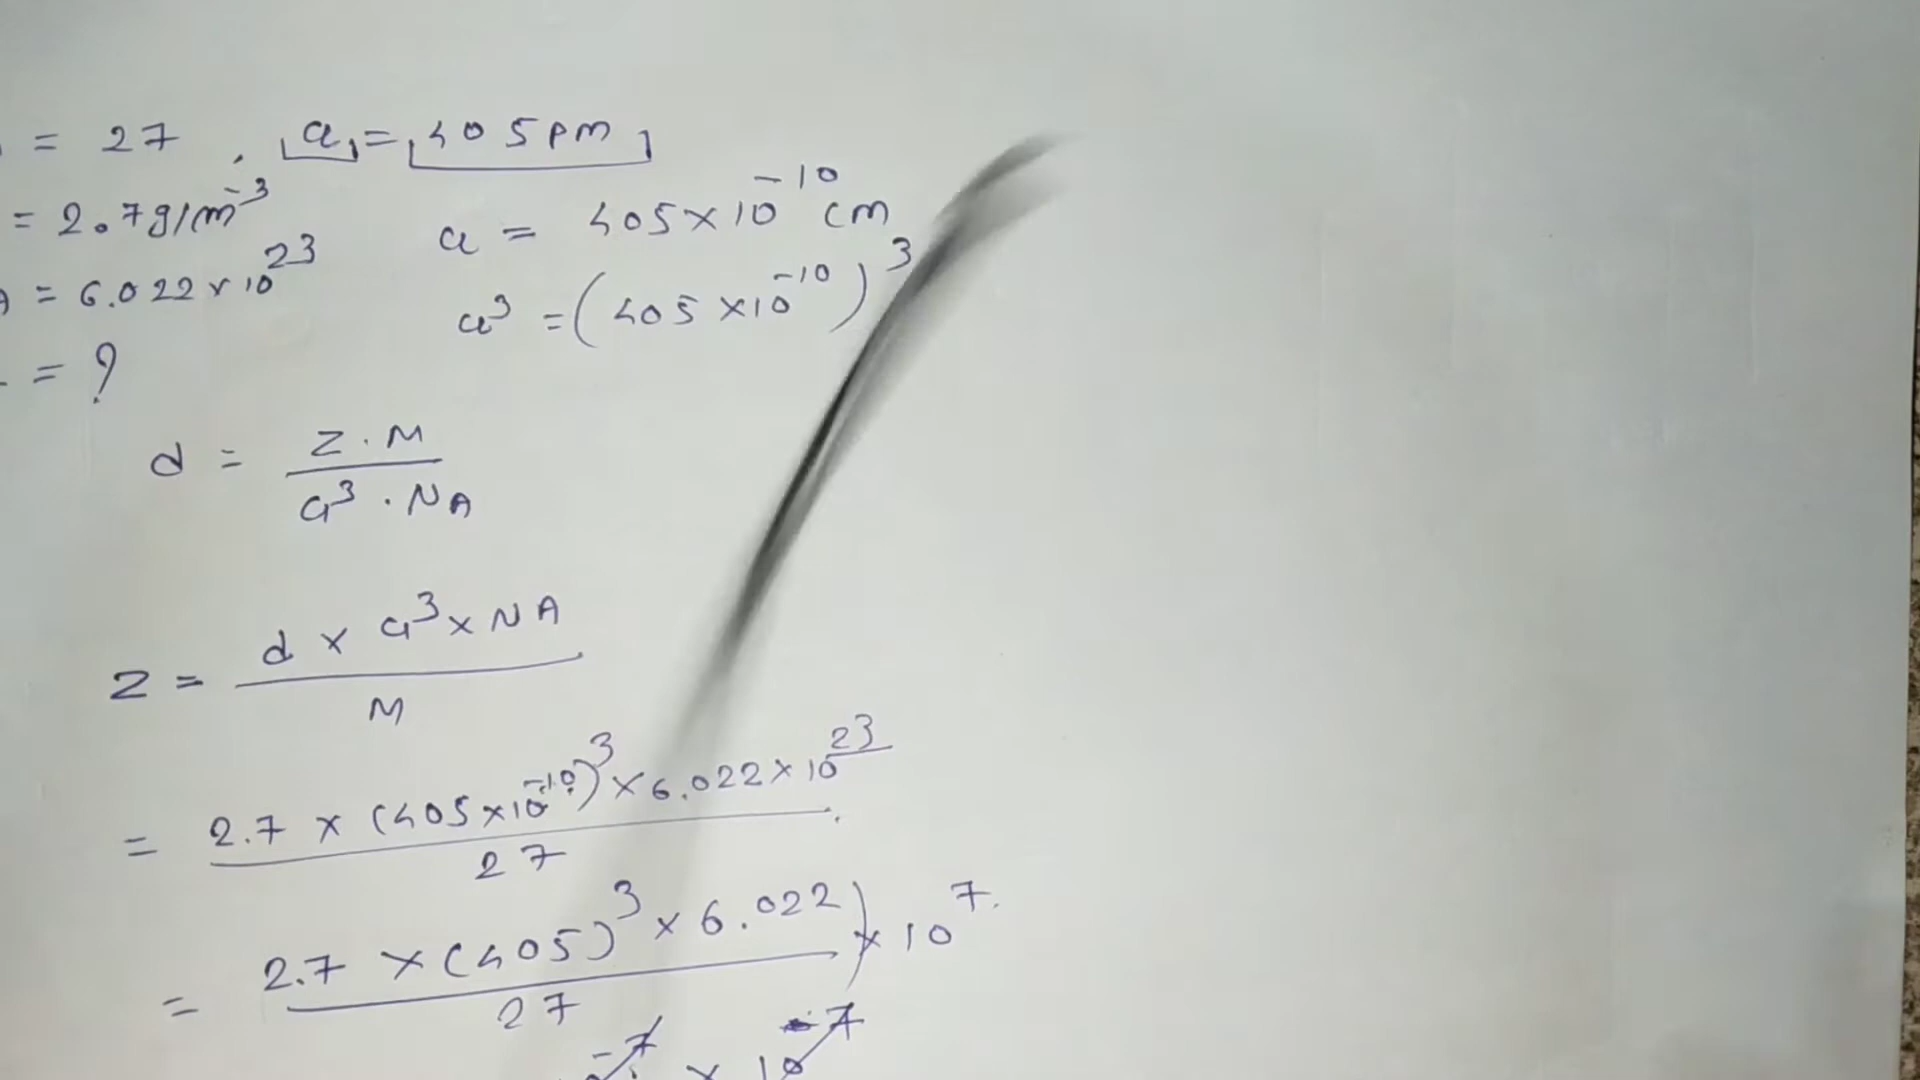 = 27 , a = 405 pm
= 2.7 g/m⁻³
a = 405 × 10⁻¹⁰ cm
A = 6.022 × 10²³
a³ = (405 × 10⁻¹⁰)³
= ?
d = Z . M / a³ . NA
Z = d × a³ × NA / M
= 2.7 × (405 × 10⁻¹⁰)³ × 6.022 × 10²³ / 27
= 2.7 × (405)³ × 6.022 / 27 ) × 10⁷.